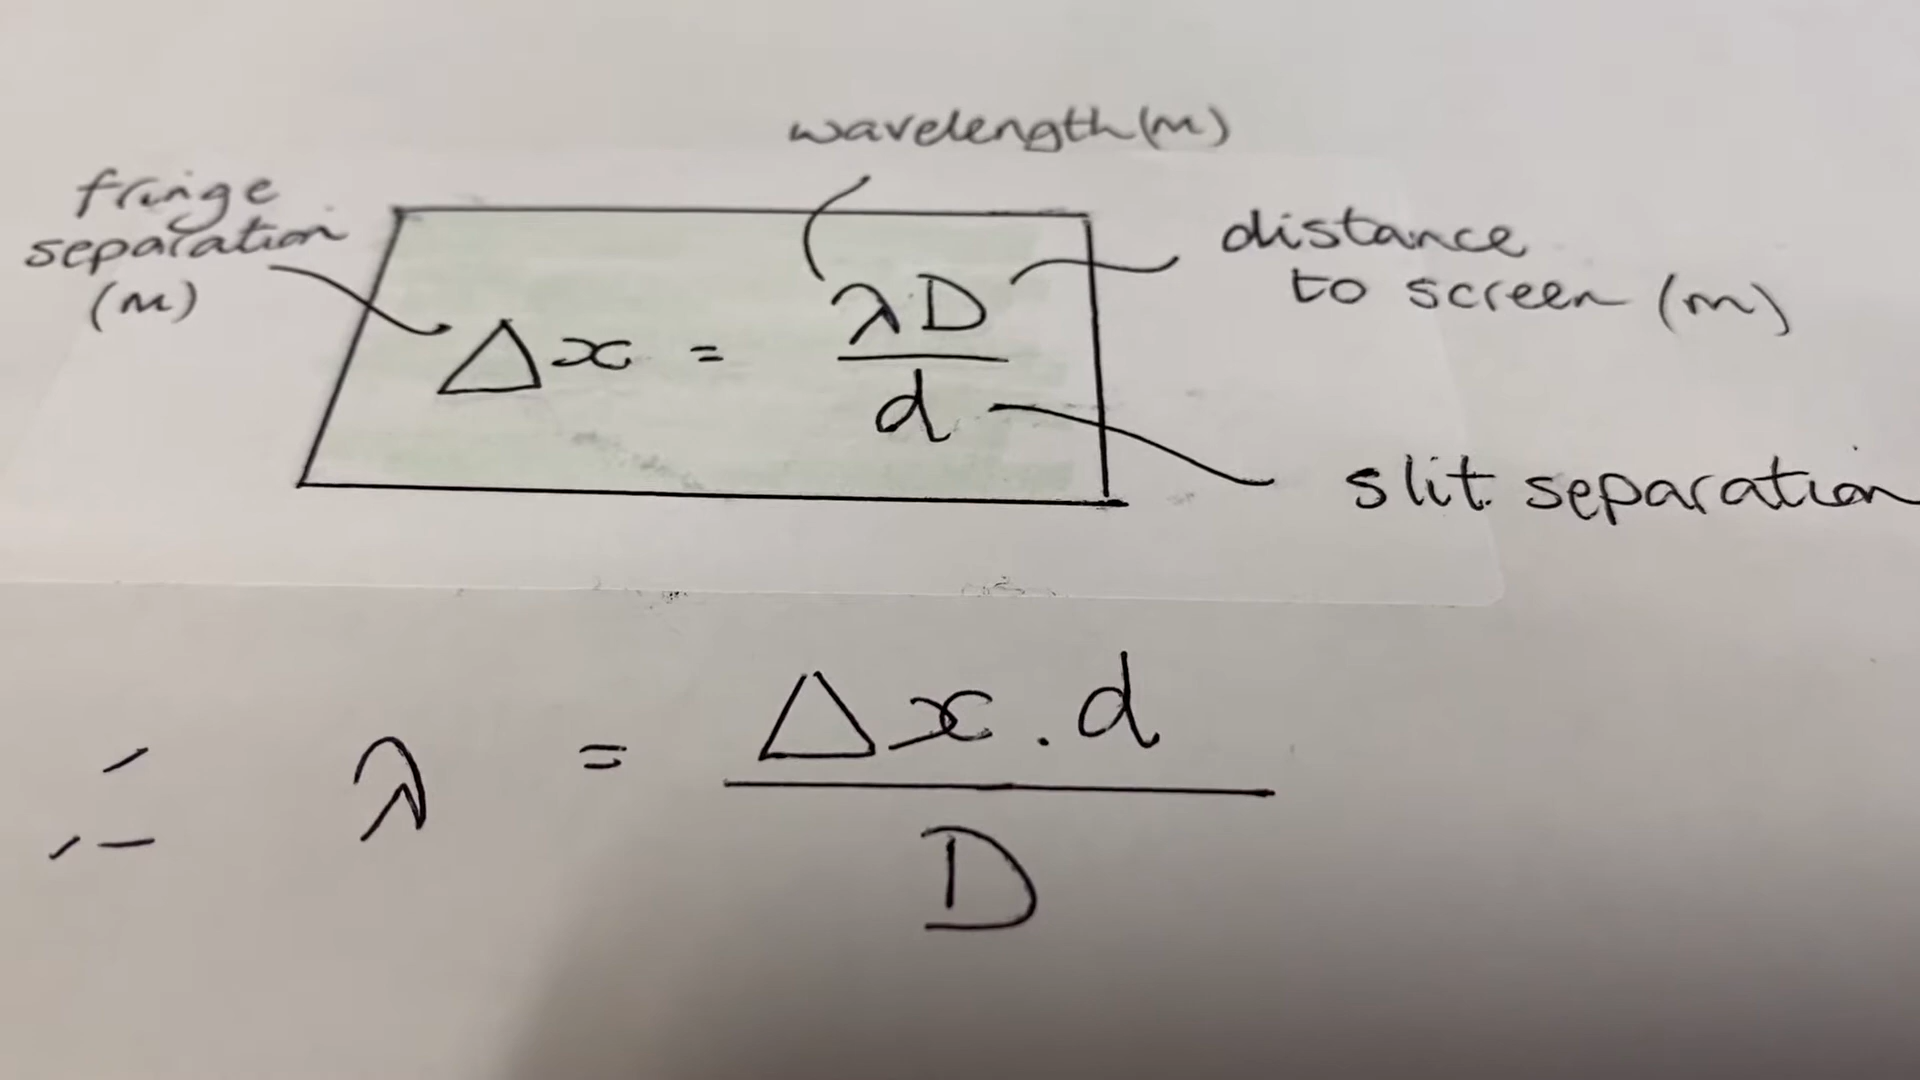 wavelength (m)
fringe
separation
(m)
distance
to screen (m)
Δx = λD
d
slit separation
∴ λ = Δx . d
D